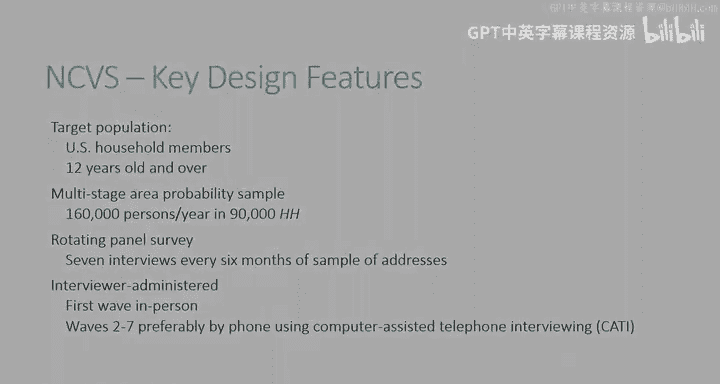 GPT中英字幕课程资源 bilibili
NCVS – Key Design Features
Target population:
U.S. household members
12 years old and over
Multi-stage area probability sample
160,000 persons/year in 90,000 HH
Rotating panel survey
Seven interviews every six months of sample of addresses
Interviewer-administered
First wave in-person
Waves 2-7 preferably by phone using computer-assisted telephone interviewing (CATI)